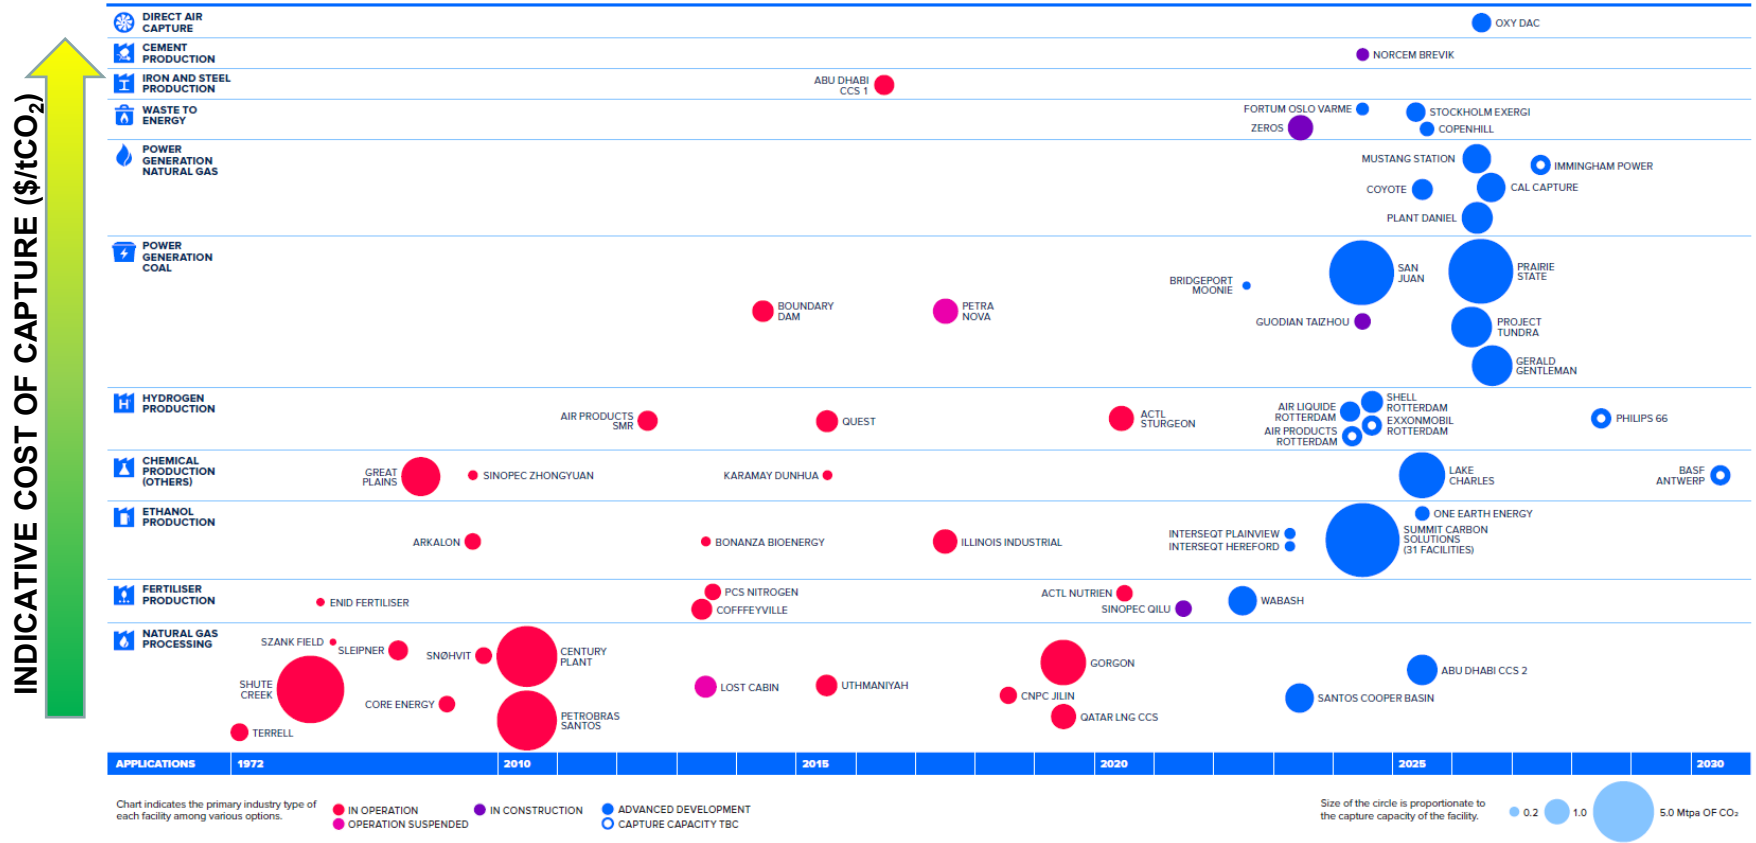 INDICATIVE COST OF CAPTURE ($/tCO₂)
DIRECT AIR
CAPTURE
OXY DAC
CEMENT
PRODUCTION
NORCEM BREVIK
IRON AND STEEL
PRODUCTION
ABU DHABI
CCS 1
WASTE TO
ENERGY
FORTUM OSLO VARME
ZEROS
STOCKHOLM EXERGI
COPENHILL
POWER
GENERATION
NATURAL GAS
MUSTANG STATION
IMMINGHAM POWER
COYOTE
CAL CAPTURE
PLANT DANIEL
POWER
GENERATION
COAL
BOUNDARY
DAM
PETRA
NOVA
BRIDGEPORT
MOONIE
GUODIAN TAIZHOU
SAN
JUAN
PRAIRIE
STATE
PROJECT
TUNDRA
GERALD
GENTLEMAN
HYDROGEN
PRODUCTION
AIR PRODUCTS
SMR
QUEST
ACTL
STURGEON
AIR LIQUIDE
ROTTERDAM
AIR PRODUCTS
ROTTERDAM
SHELL
ROTTERDAM
EXXONMOBIL
ROTTERDAM
PHILIPS 66
CHEMICAL
PRODUCTION
(OTHERS)
GREAT
PLAINS
SINOPEC ZHONGYUAN
KARAMAY DUNHUA
LAKE
CHARLES
BASF
ANTWERP
ETHANOL
PRODUCTION
ARKALON
BONANZA BIOENERGY
ILLINOIS INDUSTRIAL
INTERSEQT PLAINVIEW
INTERSEQT HEREFORD
ONE EARTH ENERGY
SUMMIT CARBON
SOLUTIONS
(31 FACILITIES)
FERTILISER
PRODUCTION
ENID FERTILISER
PCS NITROGEN
COFFFEYVILLE
ACTL NUTRIEN
SINOPEC QILU
WABASH
NATURAL GAS
PROCESSING
SZANK FIELD
SLEIPNER
SNØHVIT
SHUTE
CREEK
CORE ENERGY
TERRELL
CENTURY
PLANT
PETROBRAS
SANTOS
LOST CABIN
UTHMANIYAH
GORGON
CNPC JILIN
QATAR LNG CCS
ABU DHABI CCS 2
SANTOS COOPER BASIN
APPLICATIONS 1972 2010 2015 2020 2025 2030
Chart indicates the primary industry type of
each facility among various options.
IN OPERATION
OPERATION SUSPENDED
IN CONSTRUCTION
ADVANCED DEVELOPMENT
CAPTURE CAPACITY TBC
Size of the circle is proportionate to
the capture capacity of the facility.
0.2 1.0 5.0 Mtpa OF CO₂